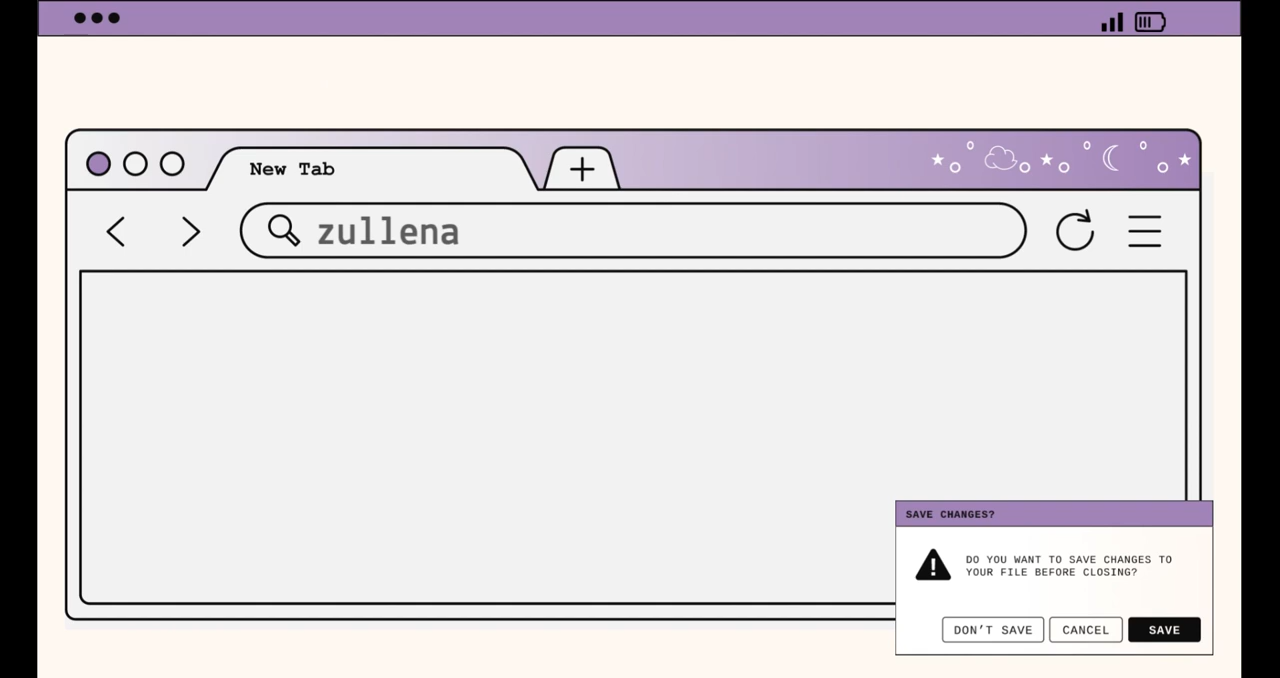 New Tab
zullena
SAVE CHANGES?
DO YOU WANT TO SAVE CHANGES TO
YOUR FILE BEFORE CLOSING?
DON’T SAVE
CANCEL
SAVE